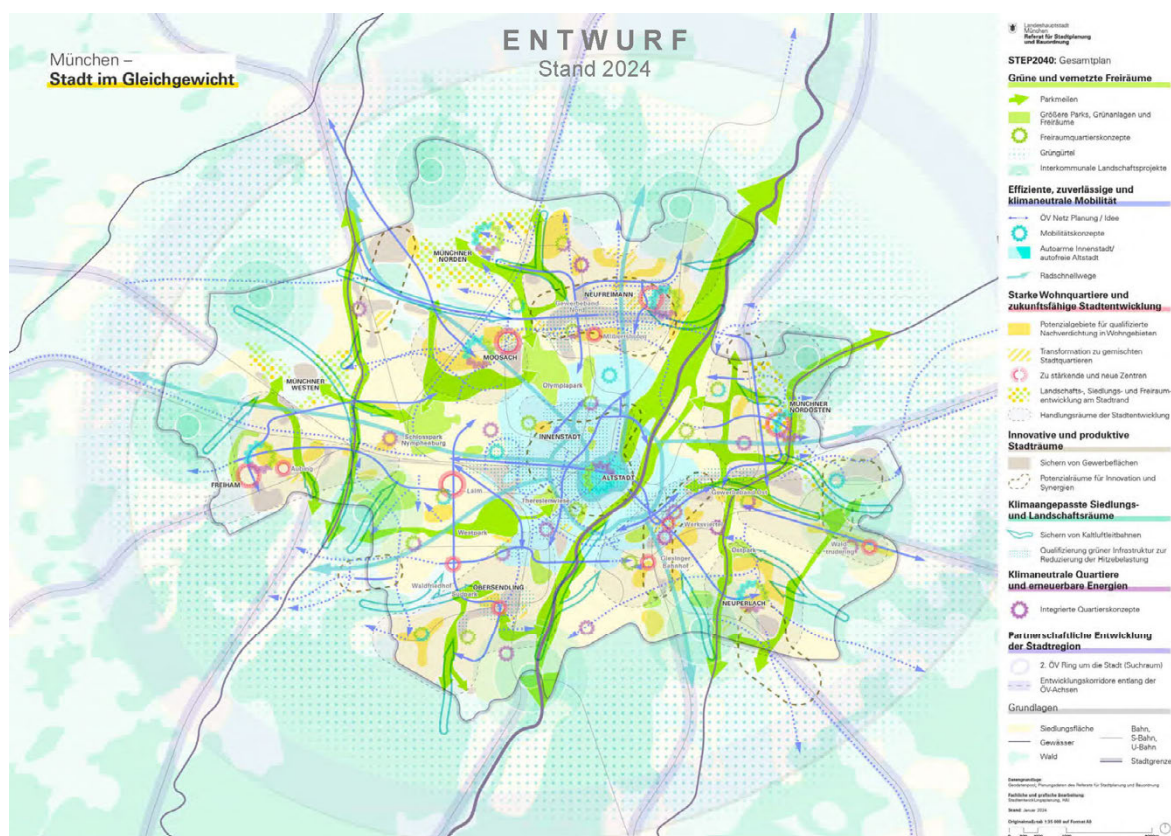 München –
Stadt im Gleichgewicht
ENTWURF
Stand 2024
MÜNCHNER
NORDEN
NEUFREIMANN
Gewerbeband
MOOSACH
Olympiapark
MÜNCHNER
WESTEN
MÜNCHNER
NORDOSTEN
Schlosspark
Nymphenburg
INNENSTADT
Aubing
FREIHAM
Laim
ALTSTADT
Theresienwiese
Westpark
Ostpark
Giesinger
Bahnhof
Waldfriedhof
OBERSENDLING
NEUPERLACH
Landeshauptstadt
München
Referat für Stadtplanung
und Bauordnung
STEP2040: Gesamtplan
Grüne und vernetzte Freiräume
Parkmeilen
Größere Parks, Grünanlagen und
Freiräume
Freiraumquartierskonzepte
Grüngürtel
Interkommunale Landschaftsprojekte
Effiziente, zuverlässige und
klimaneutrale Mobilität
ÖV Netz Planung / Idee
Mobilitätskonzepte
Autoarme Innenstadt/
autofreie Altstadt
Radschnellwege
Starke Wohnquartiere und
zukunftsfähige Stadtentwicklung
Potenzialgebiete für qualifizierte
Nachverdichtung in Wohngebieten
Transformation zu gemischten
Stadtquartieren
Zu stärkende und neue Zentren
Landschafts-, Siedlungs- und Freiraum-
entwicklung am Stadtrand
Handlungsräume der Stadtentwicklung
Innovative und produktive
Stadträume
Sichern von Gewerbeflächen
Potenzialräume für Innovation und
Synergien
Klimaangepasste Siedlungs-
und Landschaftsräume
Sichern von Kaltluftleitbahnen
Qualifizierung grüner Infrastruktur zur
Reduzierung der Hitzebelastung
Klimaneutrale Quartiere
und erneuerbare Energien
Integrierte Quartierskonzepte
Partnerschaftliche Entwicklung
der Stadtregion
2. ÖV Ring um die Stadt (Suchraum)
Entwicklungskorridore entlang der
ÖV-Achsen
Grundlagen
Siedlungsfläche
Gewässer
Wald
Bahn,
S-Bahn,
U-Bahn
Stadtgrenze
Stand: Januar 2024